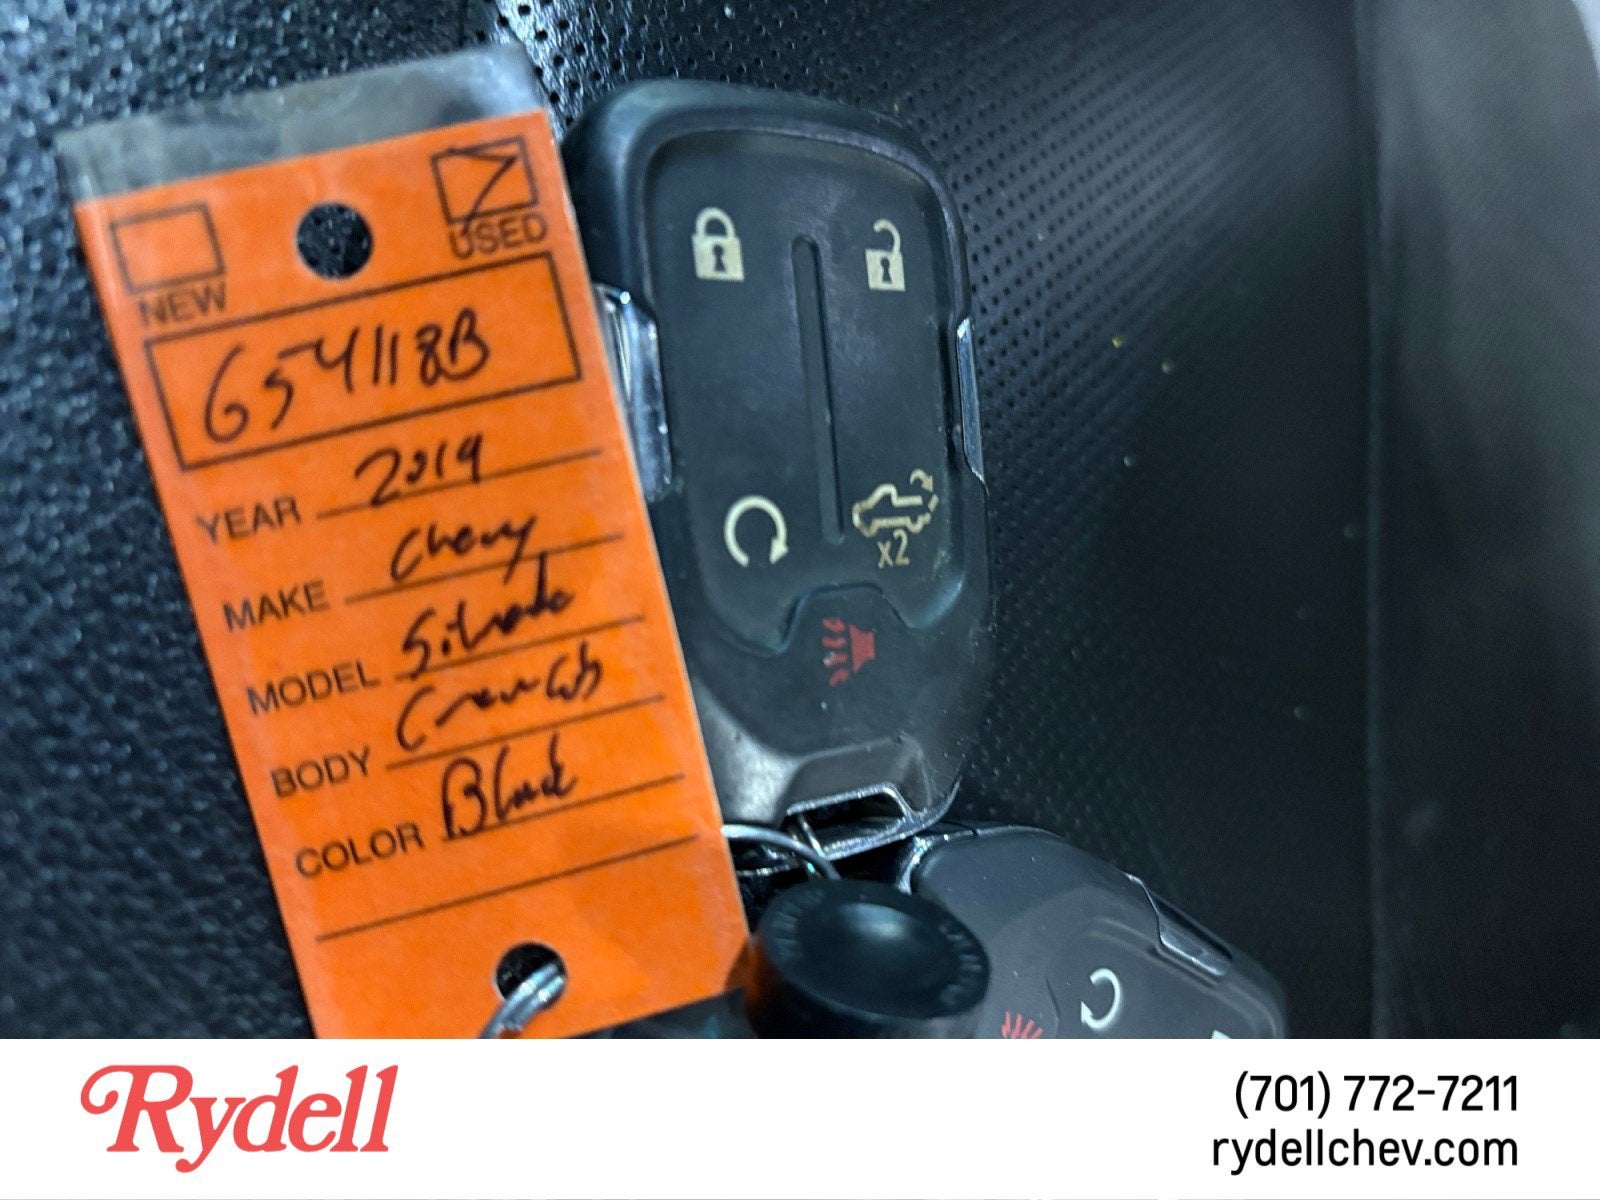 NEW
USED
654118B
YEAR 2019
MAKE Chevy
MODEL Silverado
BODY Crew Cab
COLOR Black
x2
Rydell
(701) 772-7211
rydellchev.com